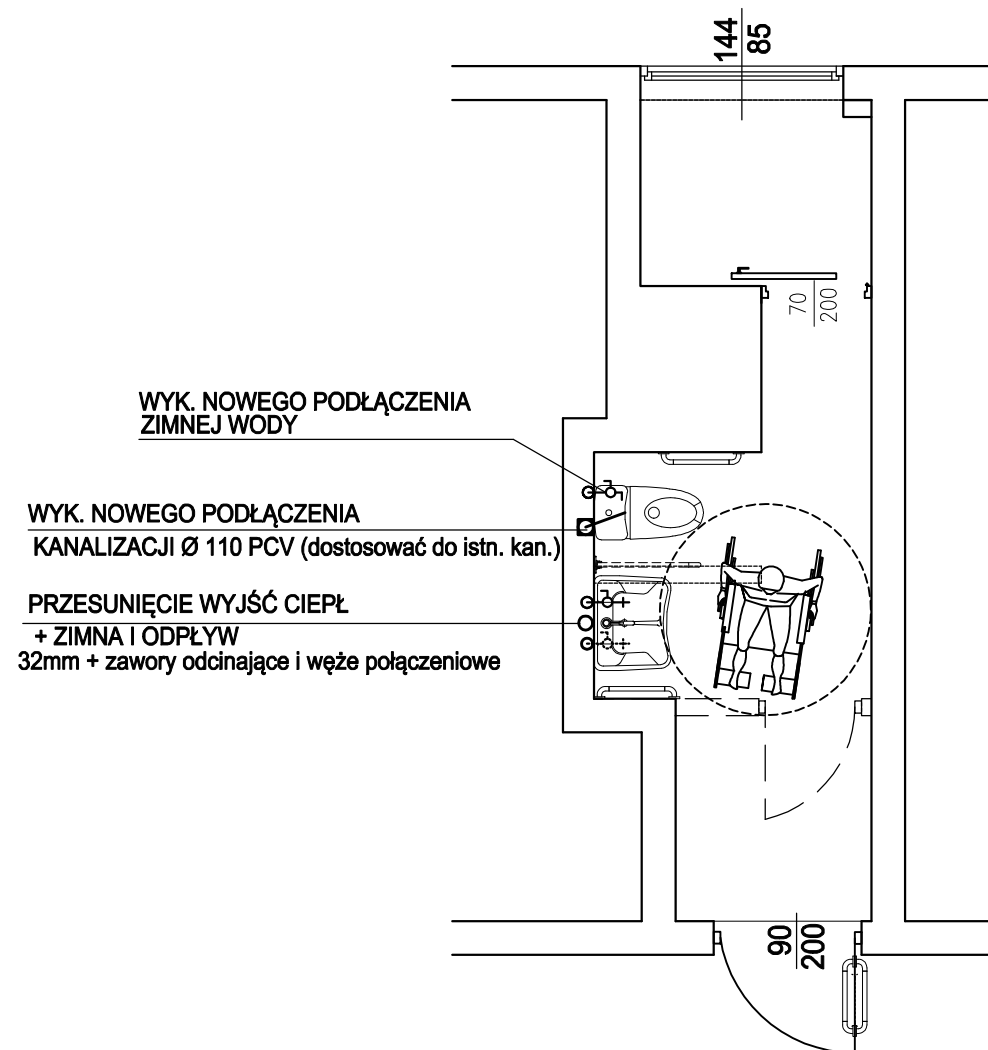 144
85
70
200
WYK. NOWEGO PODŁĄCZENIA
ZIMNEJ WODY
WYK. NOWEGO PODŁĄCZENIA
KANALIZACJI Ø 110 PCV (dostosować do istn. kan.)
PRZESUNIĘCIE WYJŚĆ CIEPŁ
+ ZIMNA I ODPŁYW
32mm + zawory odcinające i węże połączeniowe
90
200